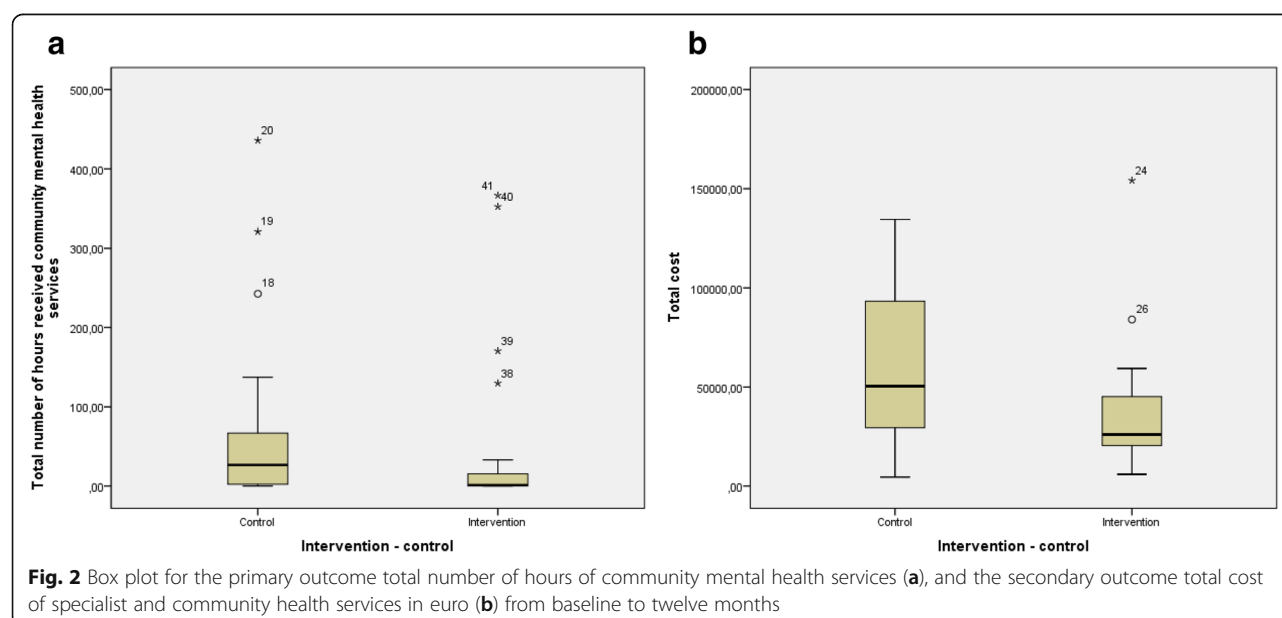 a
b
Total number of hours received community mental health
services
500,00
400,00
300,00
200,00
100,00
,00
20
19
18
41
40
39
38
Control
Intervention
Intervention - control
Total cost
200000,00
150000,00
100000,00
50000,00
,00
24
26
Control
Intervention
Intervention - control
Fig. 2 Box plot for the primary outcome total number of hours of community mental health services (a), and the secondary outcome total cost
of specialist and community health services in euro (b) from baseline to twelve months